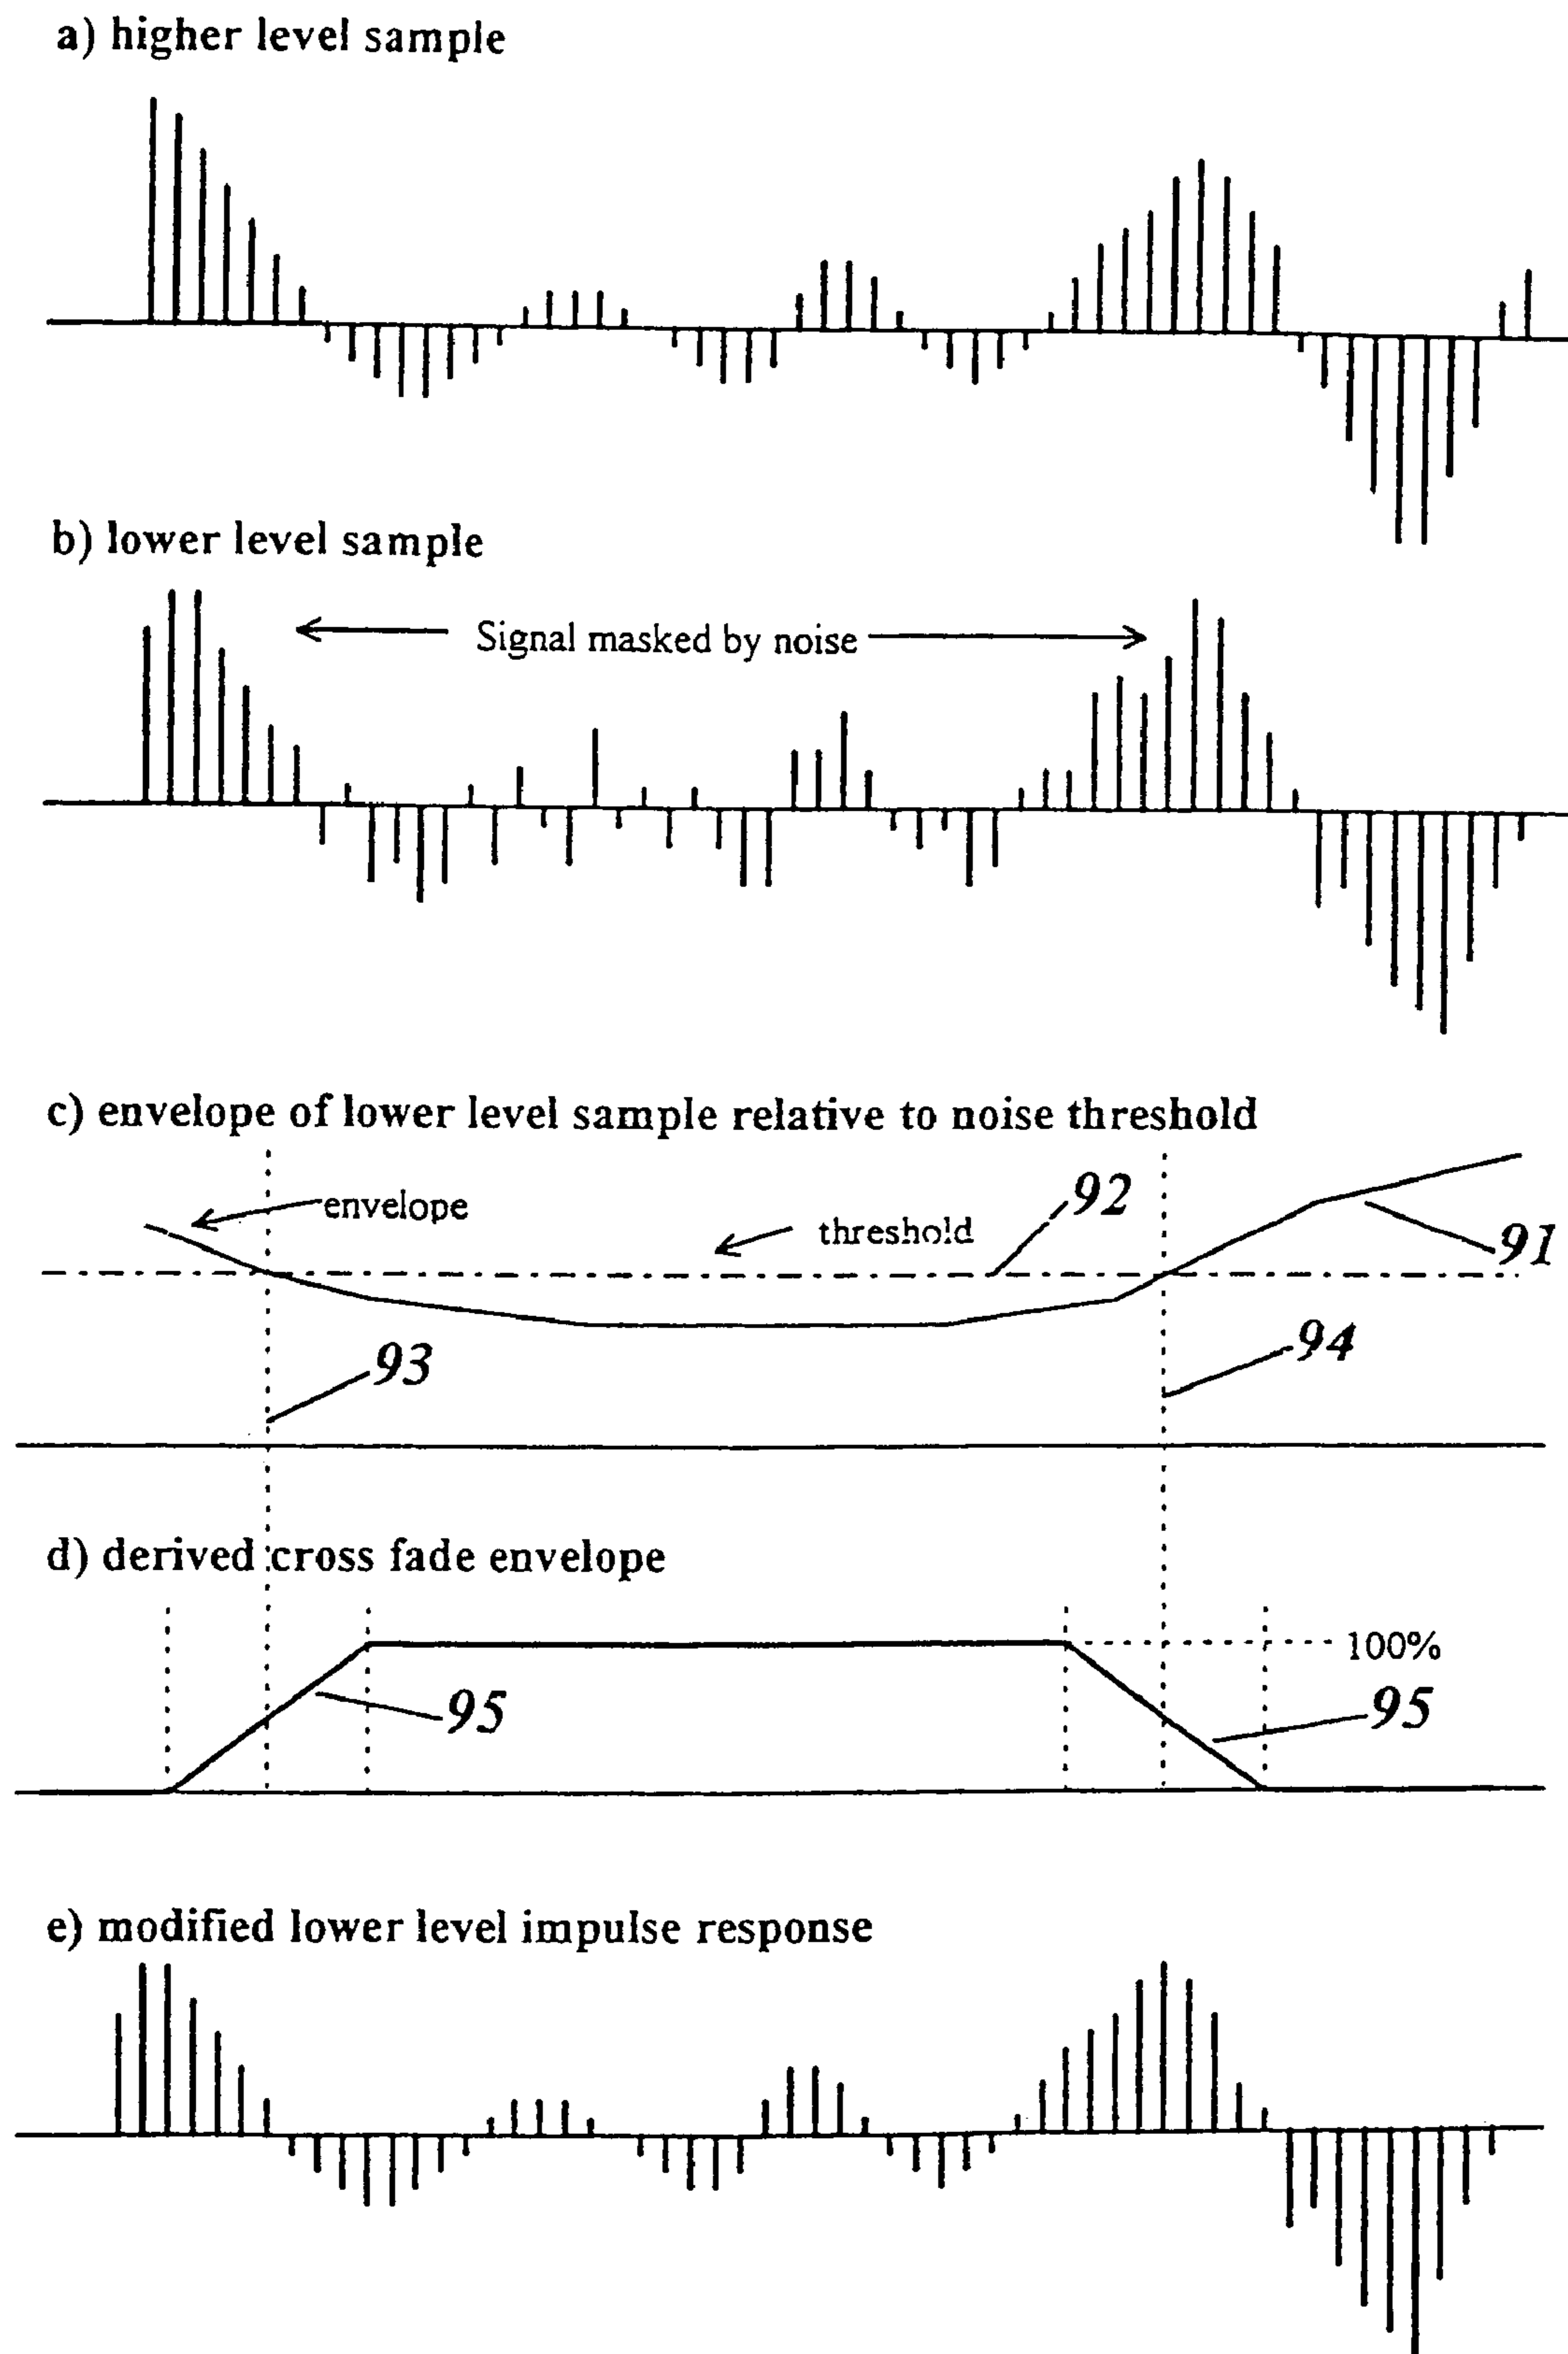 a) higher level sample
b) lower level sample
Signal masked by noise
c) envelope of lower level sample relative to noise threshold
92
envelope
threshold
91
94
93
d) derived cross fade envelope
100%
95
95
e) modified lower level impulse response